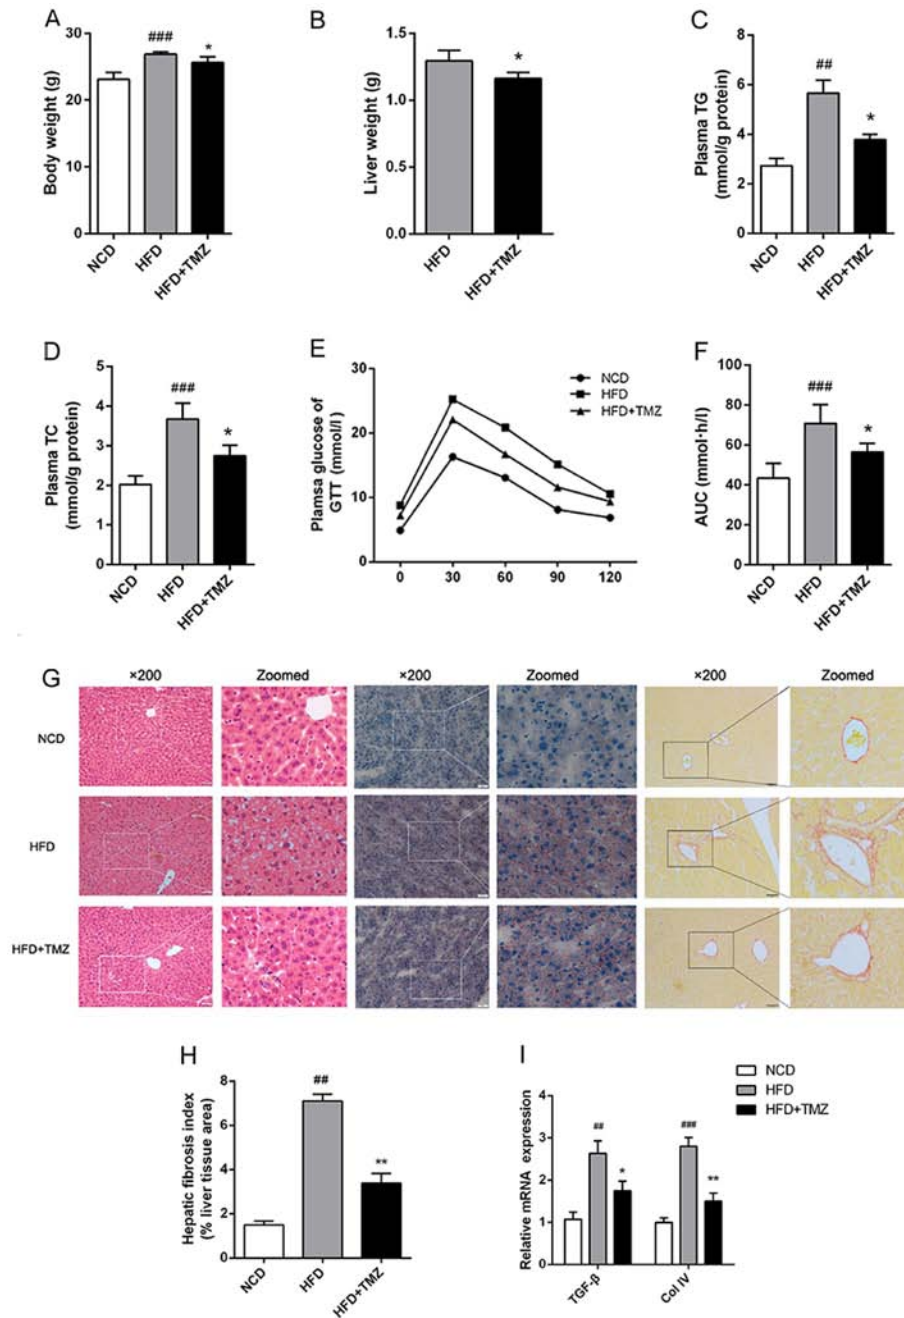 A
Body weight (g)
30
20
10
0
###
*
NCD
HFD
HFD+TMZ
B
Liver weight (g)
1.5
1.0
0.5
0.0
*
HFD
HFD+TMZ
C
Plasma TG
(mmol/g protein)
8
6
4
2
0
##
*
NCD
HFD
HFD+TMZ
D
Plasma TC
(mmol/g protein)
5
4
3
2
1
0
###
*
NCD
HFD
HFD+TMZ
E
Plamsa glucose of
GTT (mmol/l)
30
20
10
0
NCD
HFD
HFD+TMZ
0 30 60 90 120
F
AUC (mmol·h/l)
100
80
60
40
20
0
###
*
NCD
HFD
HFD+TMZ
G
×200 Zoomed ×200 Zoomed ×200 Zoomed
NCD
HFD
HFD+TMZ
H
Hepatic fibrosis index
(% liver tissue area)
8
6
4
2
0
##
**
NCD
HFD
HFD+TMZ
I
NCD
HFD
HFD+TMZ
Relative mRNA expression
4
3
2
1
0
##
*
###
**
TGF-β
Col IV